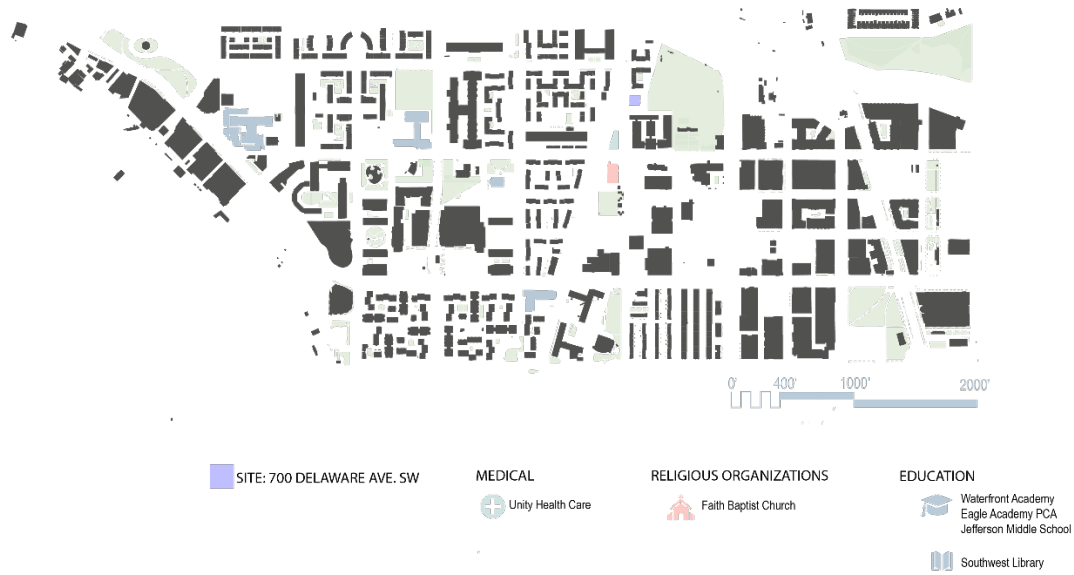 0' 400' 1000' 2000'
SITE: 700 DELAWARE AVE. SW
MEDICAL
Unity Health Care
RELIGIOUS ORGANIZATIONS
Faith Baptist Church
EDUCATION
Waterfront Academy
Eagle Academy PCA
Jefferson Middle School
Southwest Library